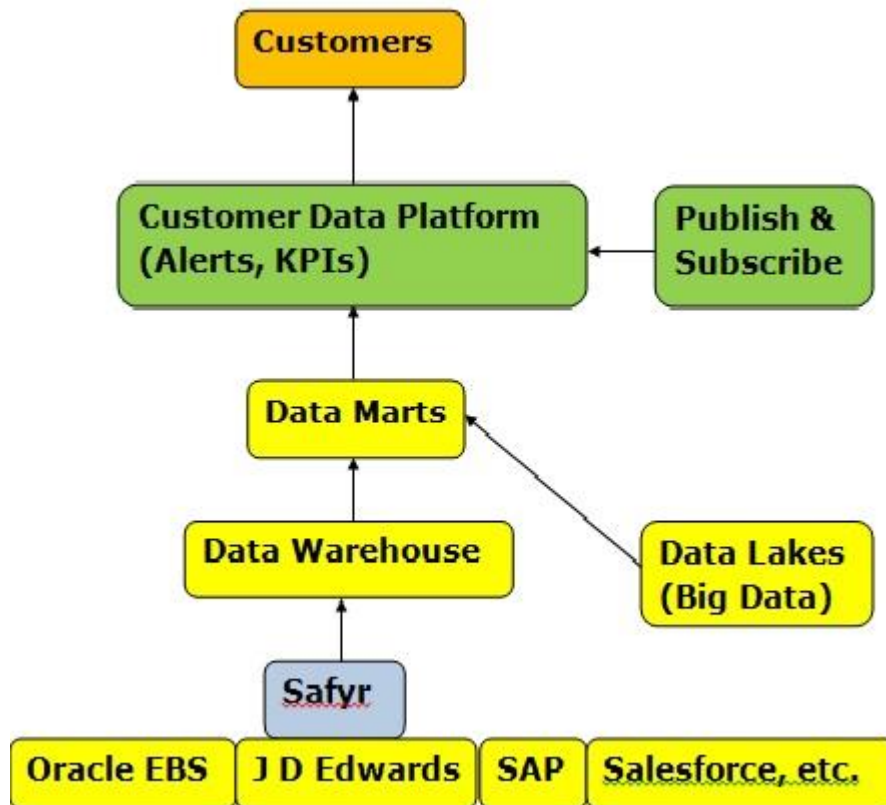 Customers
Customer Data Platform
(Alerts, KPIs)
Publish &
Subscribe
Data Marts
Data Warehouse
Data Lakes
(Big Data)
Safyr
Oracle EBS
J D Edwards
SAP
Salesforce, etc.